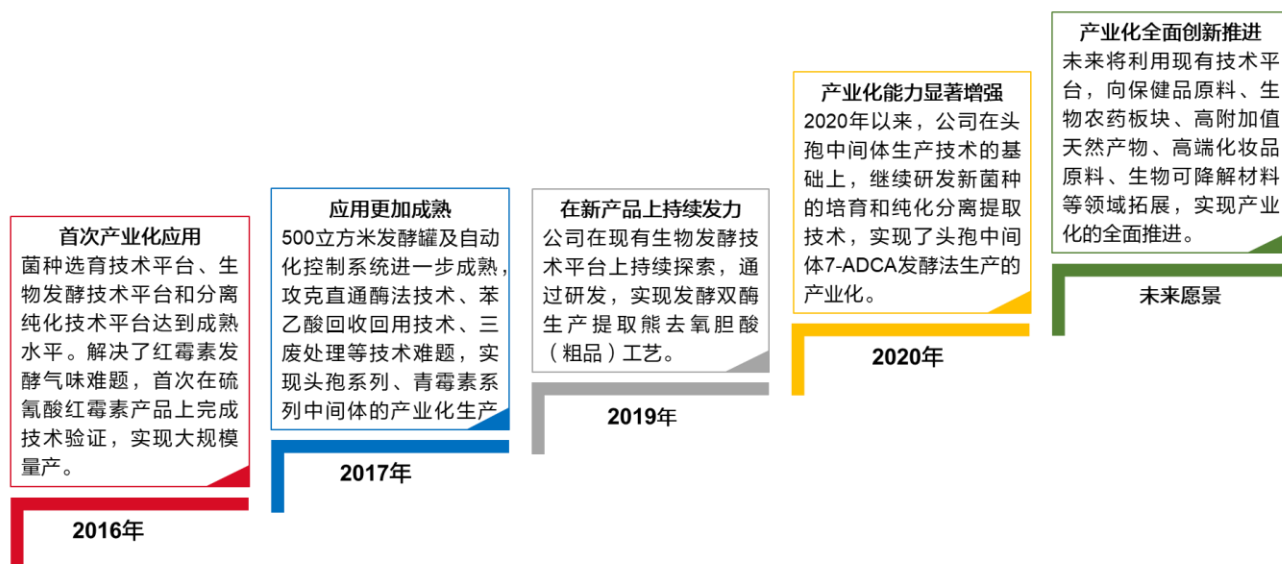 首次产业化应用
菌种选育技术平台、生
物发酵技术平台和分离
纯化技术平台达到成熟
水平。解决了红霉素发
酵气味难题，首次在硫
氰酸红霉素产品上完成
技术验证，实现大规模
量产。
2016年
应用更加成熟
500立方米发酵罐及自动
化控制系统进一步成熟，
攻克直通酶法技术、苯
乙酸回收回用技术、三
废处理等技术难题，实
现头孢系列、青霉素系
列中间体的产业化生产
2017年
在新产品上持续发力
公司在现有生物发酵技
术平台上持续探索，通
过研发，实现发酵双酶
生产提取熊去氧胆酸
（粗品）工艺。
2019年
产业化能力显著增强
2020年以来，公司在头
孢中间体生产技术的基
础上，继续研发新菌种
的培育和纯化分离提取
技术，实现了头孢中间
体7-ADCA发酵法生产的
产业化。
2020年
产业化全面创新推进
未来将利用现有技术平
台，向保健品原料、生
物农药板块、高附加值
天然产物、高端化妆品
原料、生物可降解材料
等领域拓展，实现产业
化的全面推进。
未来愿景